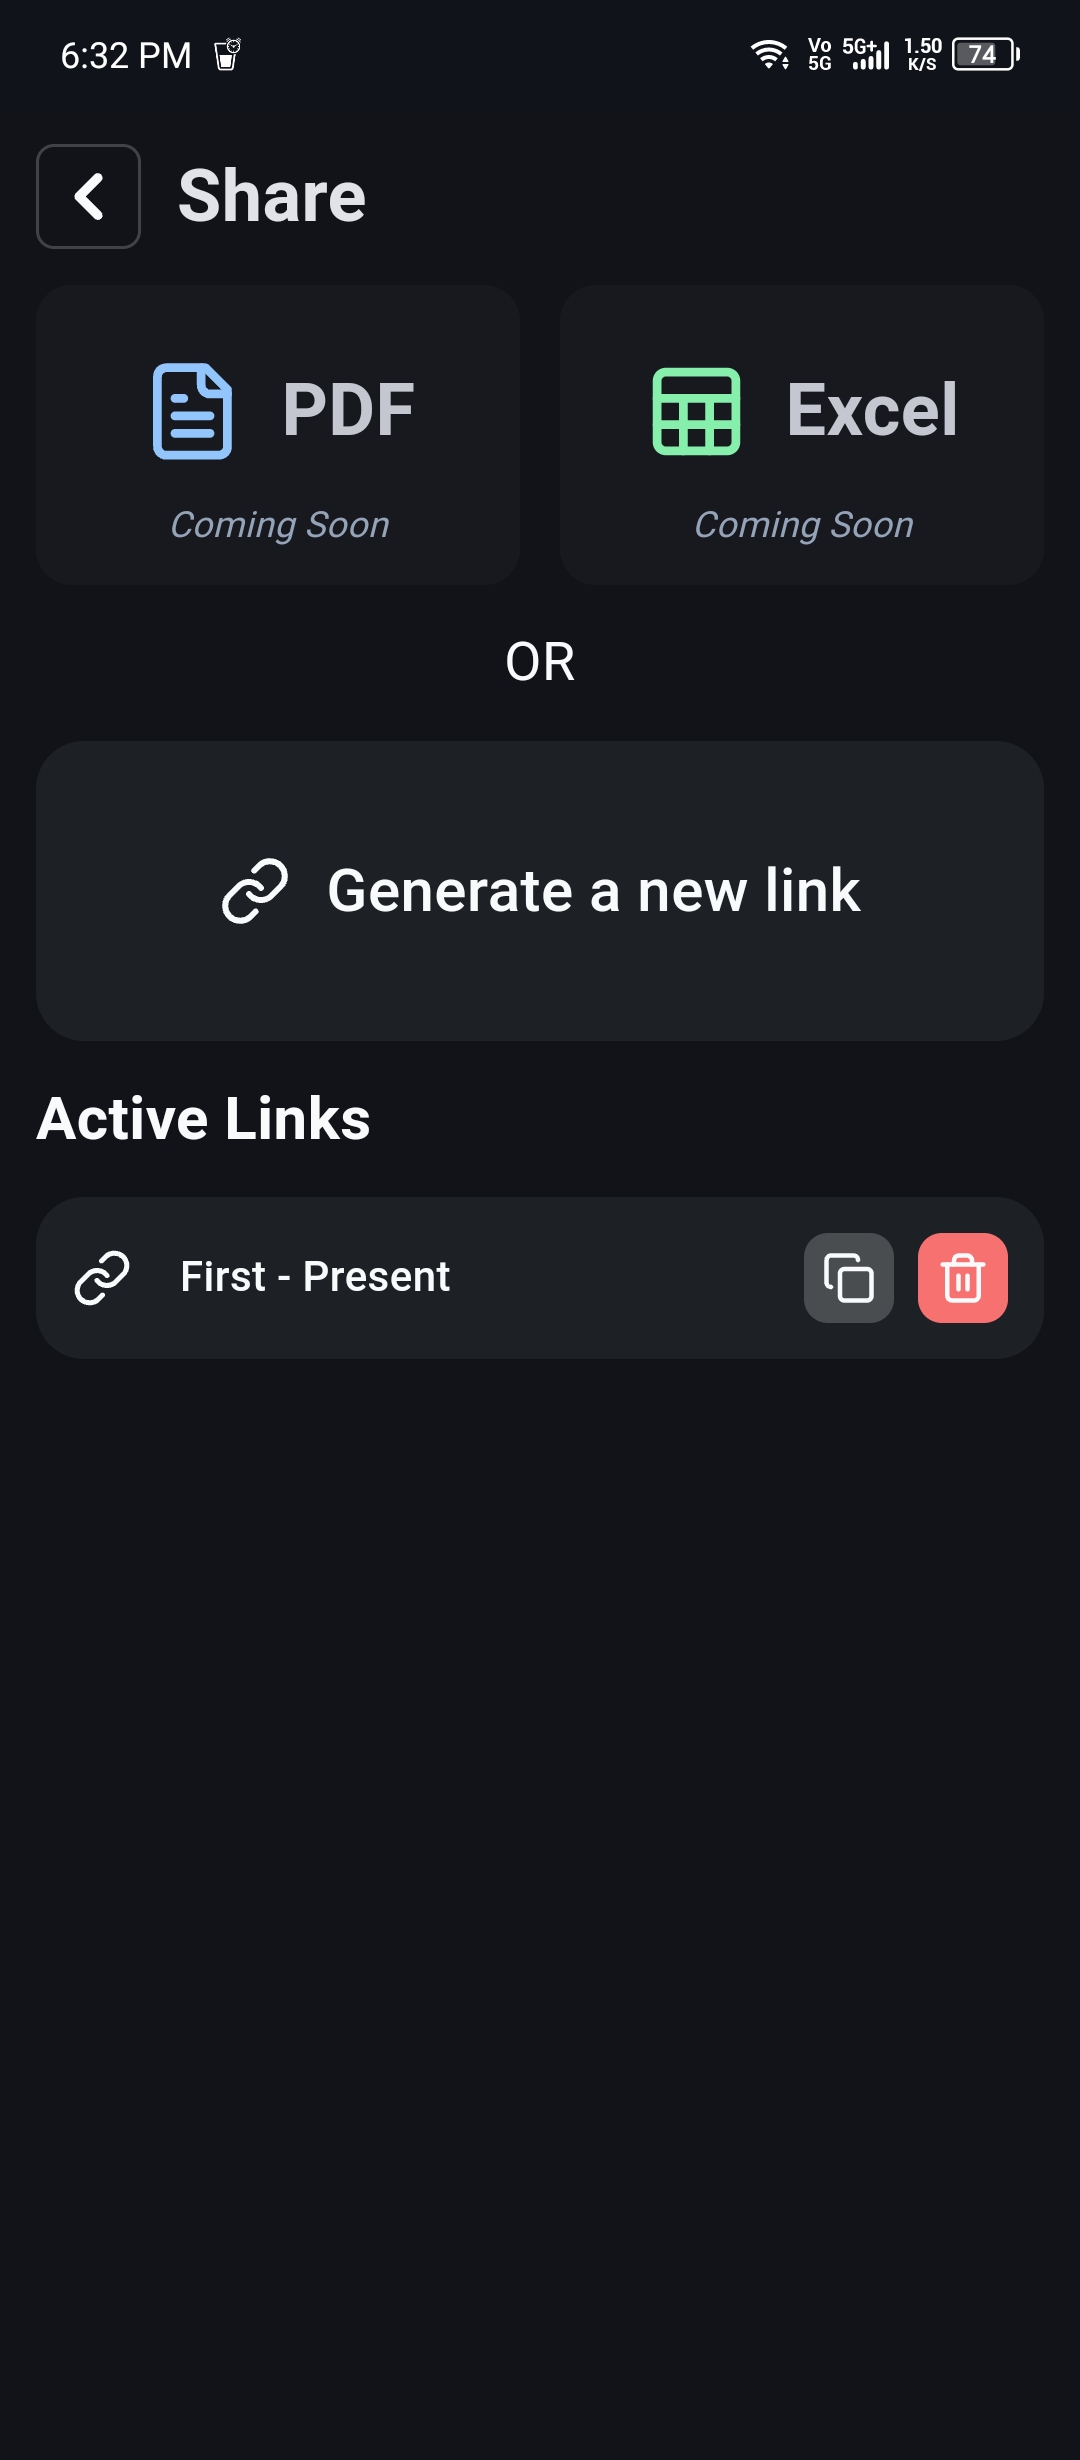 6:32 PM
Vo 5G 5G+ 1.50 K/S 74
Share
PDF
Coming Soon
Excel
Coming Soon
OR
Generate a new link
Active Links
First - Present